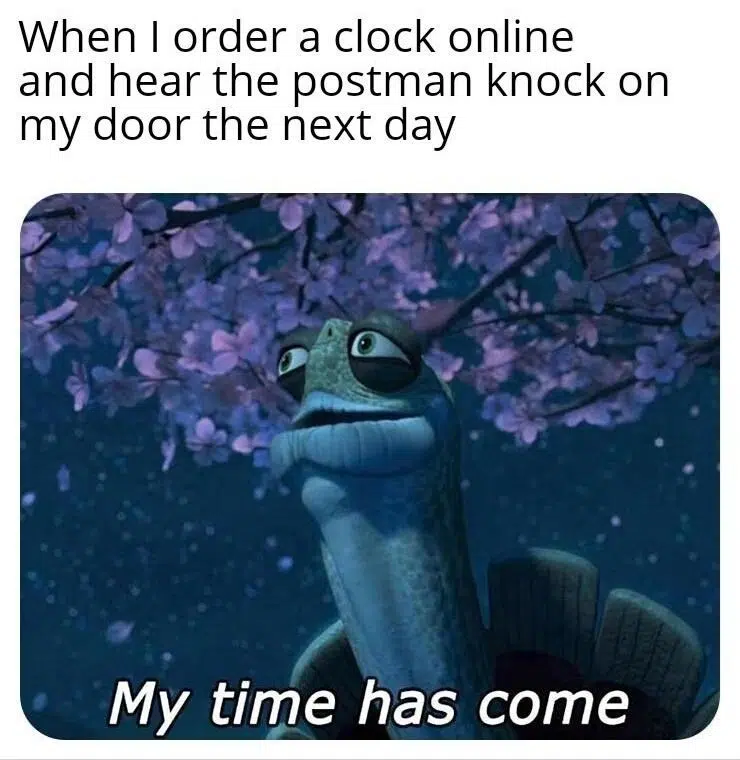 When I order a clock online
and hear the postman knock on
my door the next day
My time has come